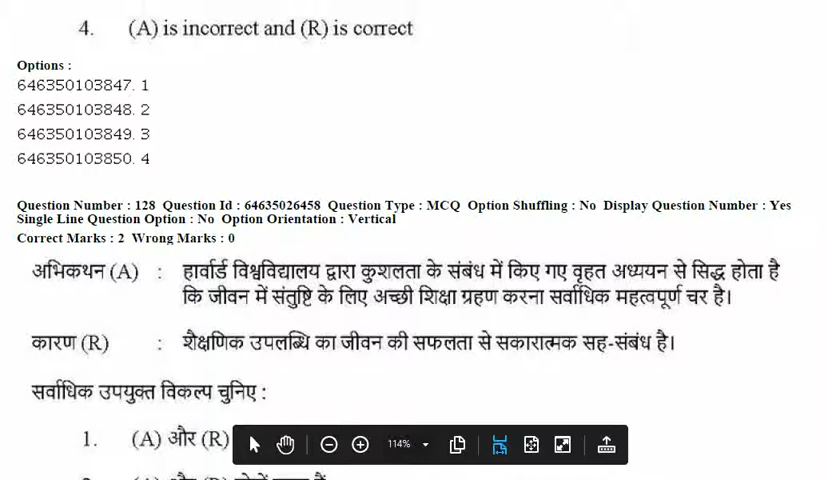 4. (A) is incorrect and (R) is correct
Options :
646350103847. 1
646350103848. 2
646350103849. 3
646350103850. 4
Question Number : 128 Question Id : 64635026458 Question Type : MCQ Option Shuffling : No Display Question Number : Yes
Single Line Question Option : No Option Orientation : Vertical
Correct Marks : 2 Wrong Marks : 0
अभिकथन (A) : हार्वार्ड विश्वविद्यालय द्वारा कुशलता के संबंध में किए गए वृहत अध्ययन से सिद्ध होता है
कि जीवन में संतुष्टि के लिए अच्छी शिक्षा ग्रहण करना सर्वाधिक महत्वपूर्ण चर है।
कारण (R) : शैक्षणिक उपलब्धि का जीवन की सफलता से सकारात्मक सह-संबंध है।
सर्वाधिक उपयुक्त विकल्प चुनिए :
1. (A) और (R)
114%